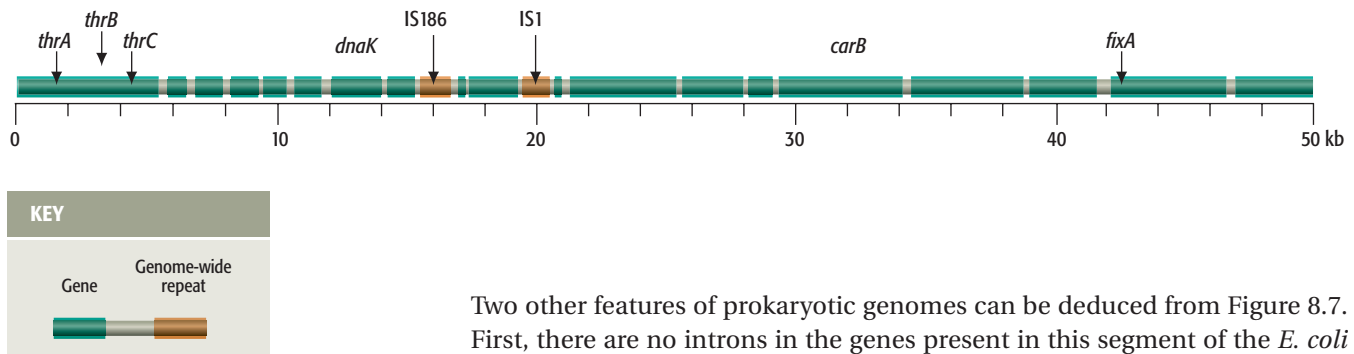 thrB
IS186
IS1
thrA
thrC
dnaK
carB
fixA
0
10
20
30
40
50 kb
KEY
Gene
Genome-wide
repeat
Two other features of prokaryotic genomes can be deduced from Figure 8.7.
First, there are no introns in the genes present in this segment of the E. coli